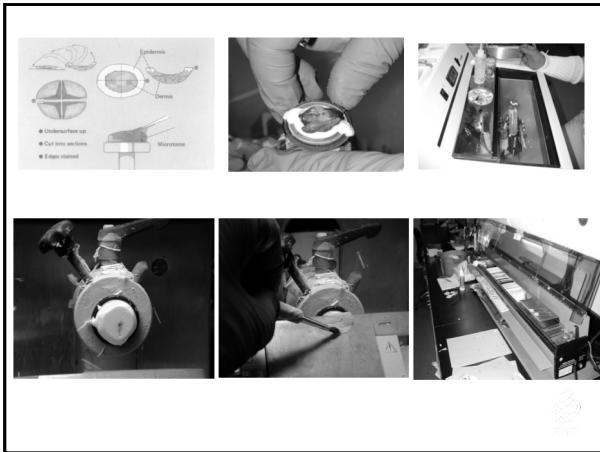 Epidermis
Dermis
● Undersurface up
● Cut into sections
● Edges stained
Microtome